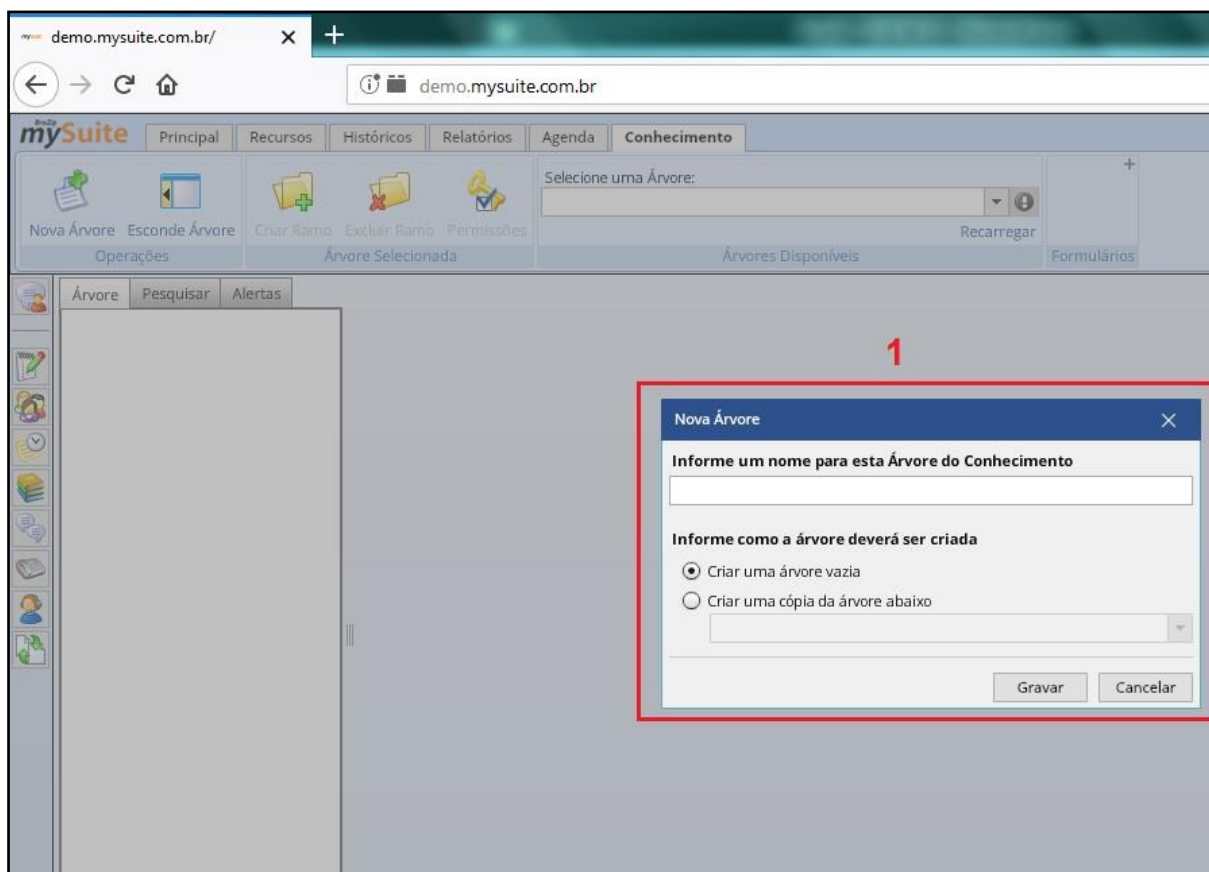 demo.mysuite.com.br/
demo.mysuite.com.br
mySuite Principal Recursos Históricos Relatórios Agenda Conhecimento
Selecione uma Árvore:
Nova Árvore Esconde Árvore Criar Ramo Excluir Ramo Permissões Recarregar
Operações Árvore Selecionada Árvores Disponíveis Formulários
Árvore Pesquisar Alertas
1
Nova Árvore
Informe um nome para esta Árvore do Conhecimento
Informe como a árvore deverá ser criada
Criar uma árvore vazia
Criar uma cópia da árvore abaixo
Gravar Cancelar